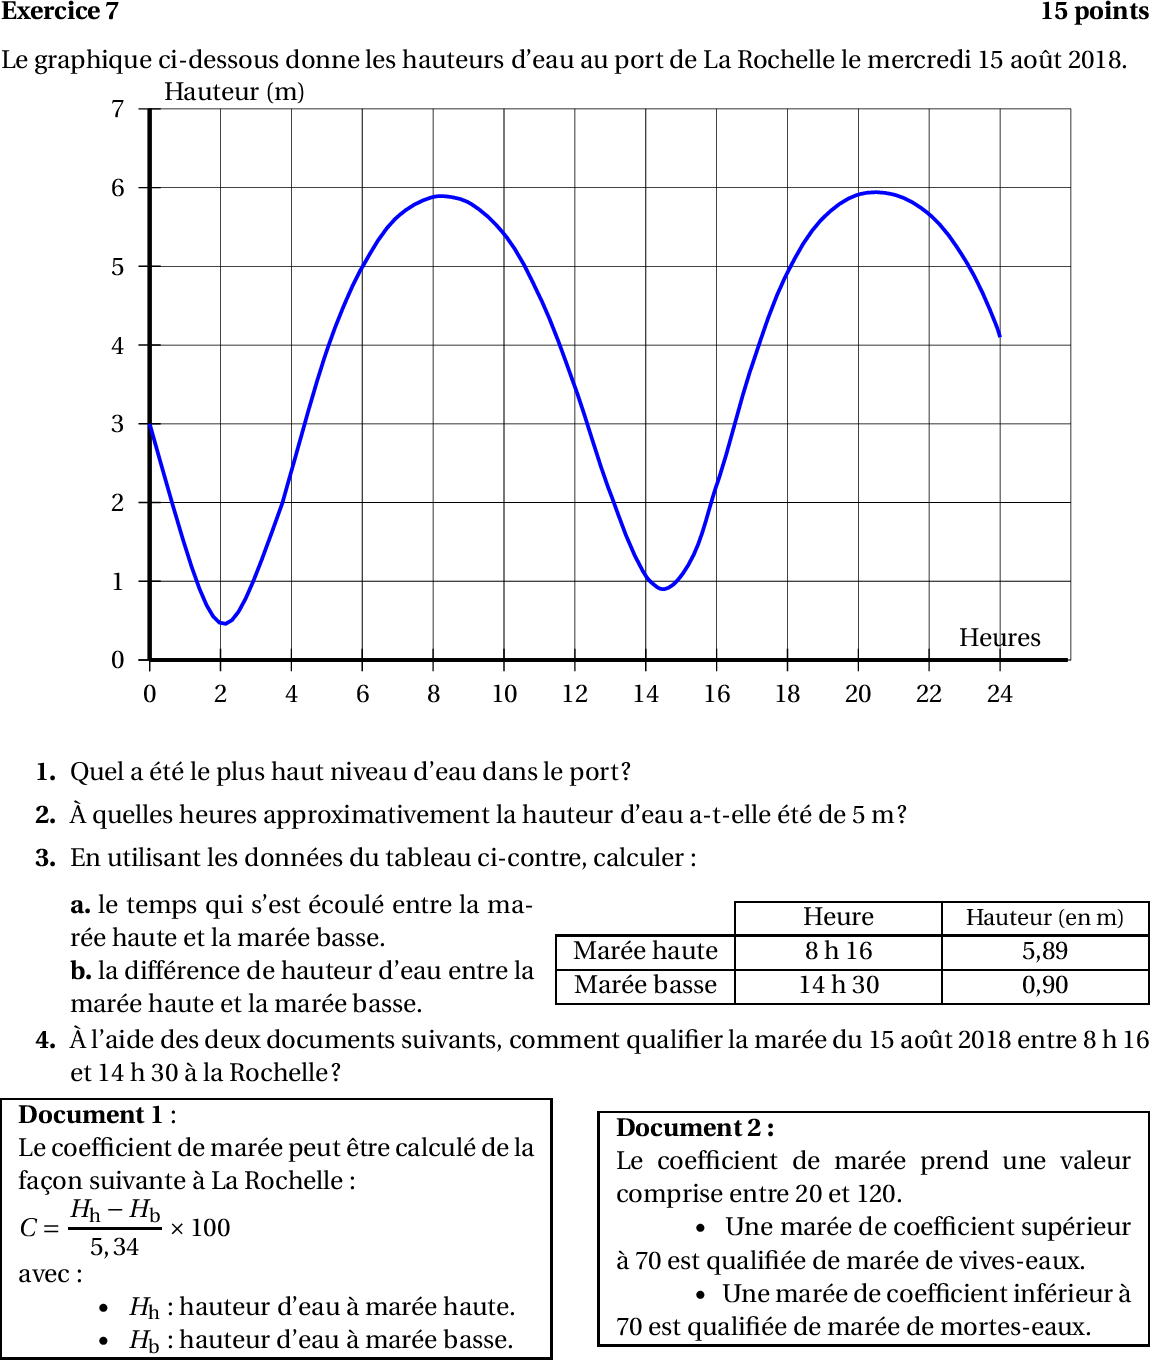 Exercice 7 15 points
Le graphique ci-dessous donne les hauteurs d'eau au port de La Rochelle le mercredi 15 août 2018.
Hauteur (m)
7
6
5
4
3
2
1
0
Heures
0 2 4 6 8 10 12 14 16 18 20 22 24
1. Quel a été le plus haut niveau d'eau dans le port?
2. À quelles heures approximativement la hauteur d'eau a-t-elle été de 5 m?
3. En utilisant les données du tableau ci-contre, calculer :
a. le temps qui s'est écoulé entre la ma-
rée haute et la marée basse.
b. la différence de hauteur d'eau entre la
marée haute et la marée basse.
Heure Hauteur (en m)
Marée haute 8 h 16 5,89
Marée basse 14 h 30 0,90
4. À l'aide des deux documents suivants, comment qualifier la marée du 15 août 2018 entre 8 h 16
et 14 h 30 à la Rochelle?
Document 1 :
Le coefficient de marée peut être calculé de la
façon suivante à La Rochelle :
C = (H_h − H_b)/5,34 × 100
avec :
• H_h : hauteur d'eau à marée haute.
• H_b : hauteur d'eau à marée basse.
Document 2 :
Le coefficient de marée prend une valeur
comprise entre 20 et 120.
• Une marée de coefficient supérieur
à 70 est qualifiée de marée de vives-eaux.
• Une marée de coefficient inférieur à
70 est qualifiée de marée de mortes-eaux.